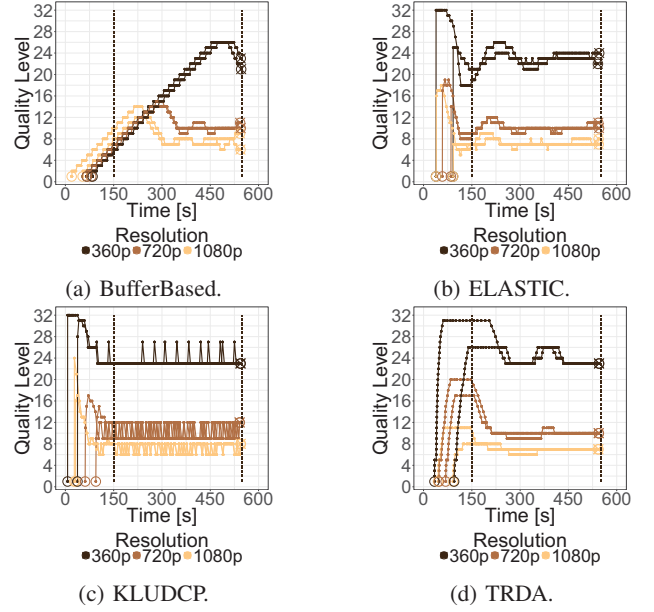 32
28
24
20
16
12
8
4
0
Quality Level
0 150 300 450 600
Time [s]
Resolution
360p 720p 1080p
(a) BufferBased.
32
28
24
20
16
12
8
4
0
Quality Level
0 150 300 450 600
Time [s]
Resolution
360p 720p 1080p
(b) ELASTIC.
32
28
24
20
16
12
8
4
0
Quality Level
0 150 300 450 600
Time [s]
Resolution
360p 720p 1080p
(c) KLUDCP.
32
28
24
20
16
12
8
4
0
Quality Level
0 150 300 450 600
Time [s]
Resolution
360p 720p 1080p
(d) TRDA.